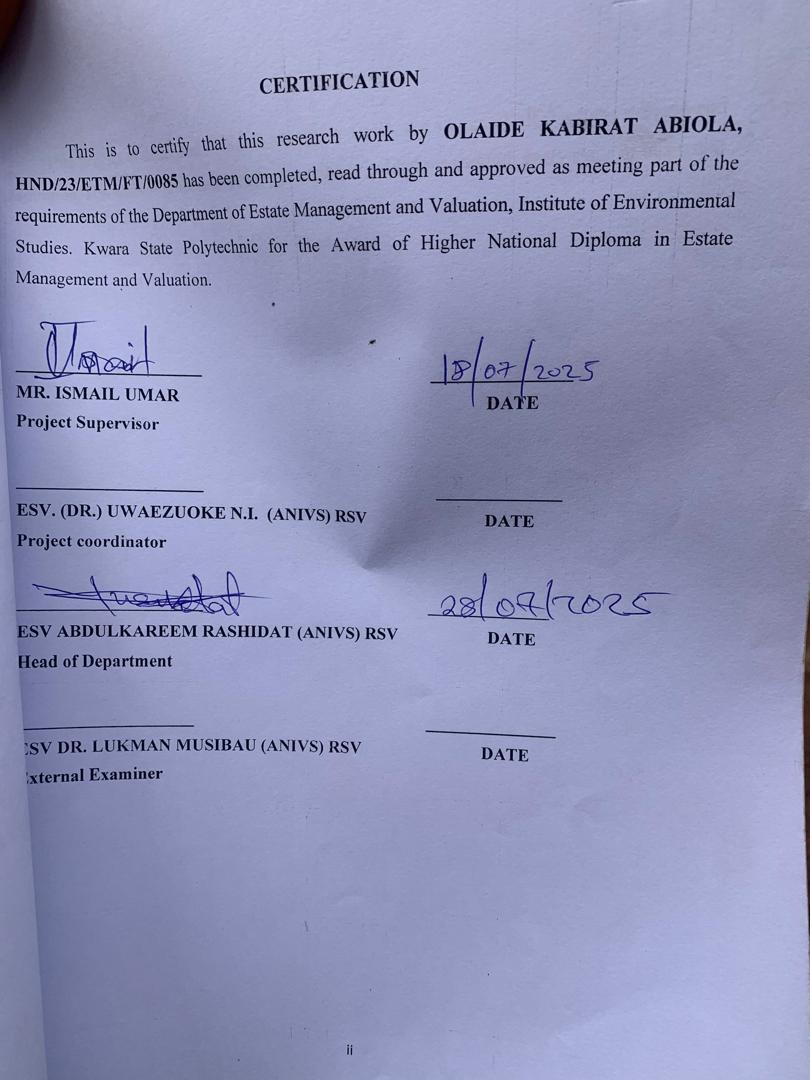 CERTIFICATION
This is to certify that this research work by OLAIDE KABIRAT ABIOLA,
HND/23/ETM/FT/0085 has been completed, read through and approved as meeting part of the
requirements of the Department of Estate Management and Valuation, Institute of Environmental
Studies. Kwara State Polytechnic for the Award of Higher National Diploma in Estate
Management and Valuation.
18/07/2025
MR. ISMAIL UMAR DATE
Project Supervisor
ESV. (DR.) UWAEZUOKE N.I. (ANIVS) RSV DATE
Project coordinator
28/07/2025
ESV ABDULKAREEM RASHIDAT (ANIVS) RSV DATE
Head of Department
SV DR. LUKMAN MUSIBAU (ANIVS) RSV DATE
xternal Examiner
ii